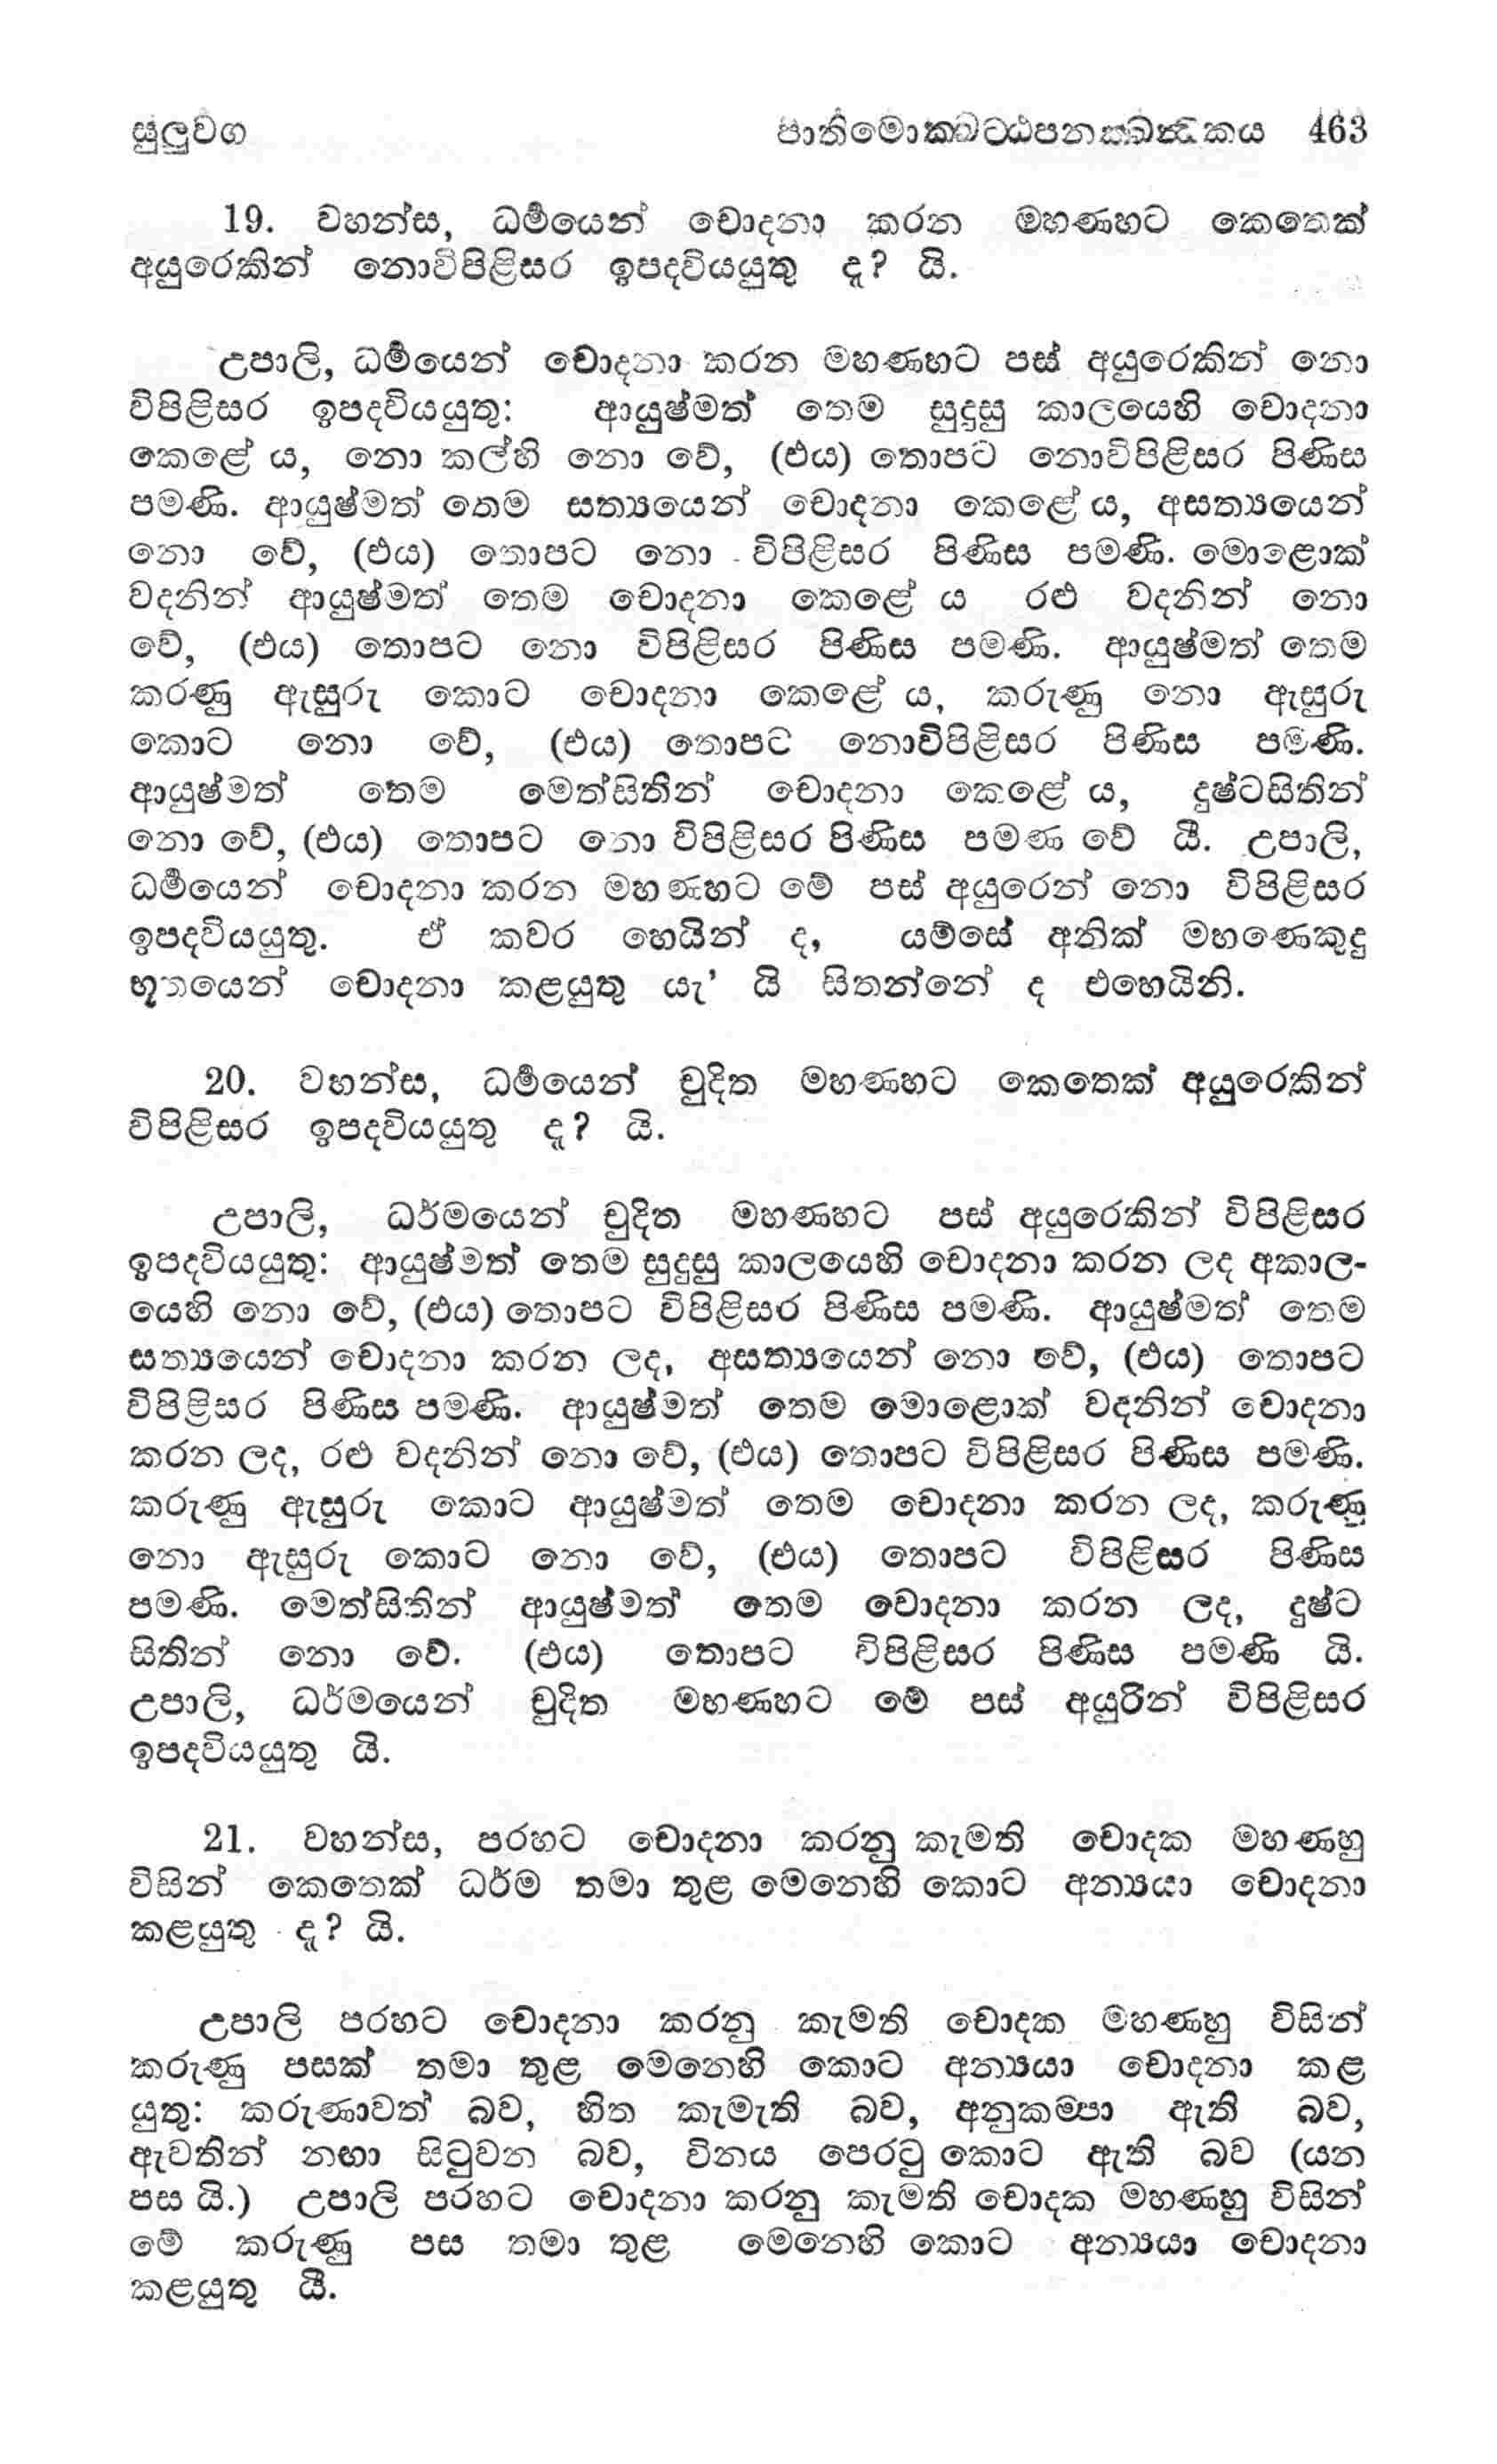 සුලුවග පාතිමොක්ඛට්ඨපනක්ඛන්ධකය 463
19. වහන්ස, ධර්‍මයෙන් චොදනා කරන මහණහට කෙතෙක්
අයුරෙකින් නොවිපිළිසර ඉපදවියයුතු ද? යි.
උපාලි, ධර්‍මයෙන් චොදනා කරන මහණහට පස් අයුරෙකින් නො
විපිළිසර ඉපදවියයුතු: ආයුෂ්මත් තෙම සුදුසු කාලයෙහි චොදනා
කෙළේ ය, නො කල්හි නො වේ, (එය) තොපට නොවිපිළිසර පිණිස
පමණි. ආයුෂ්මත් තෙම සත්‍යයෙන් චොදනා කෙළේ ය, අසත්‍යයෙන්
නො වේ, (එය) තොපට නො විපිළිසර පිණිස පමණි. මොළොක්
වදනින් ආයුෂ්මත් තෙම චොදනා කෙළේ ය රළු වදනින් නො
වේ, (එය) තොපට නො විපිළිසර පිණිස පමණි. ආයුෂ්මත් තෙම
කරණු ඇසුරු කොට චොදනා කෙළේ ය, කරුණු නො ඇසුරු
කොට නො වේ, (එය) තොපට නොවිපිළිසර පිණිස පමණි.
ආයුෂ්මත් තෙම මෙත්සිතින් චොදනා කෙළේ ය, දුෂ්ටසිතින්
නො වේ, (එය) තොපට නො විපිළිසර පිණිස පමණ වේ යී. උපාලි,
ධර්‍මයෙන් චොදනා කරන මහණහට මේ පස් අයුරෙන් නො විපිළිසර
ඉපදවියයුතු. ඒ කවර හෙයින් ද, යම්සේ අනික් මහණෙකුදු
භූතයෙන් චොදනා කළයුතු යැ' යි සිතන්නේ ද එහෙයිනි.
20. වහන්ස, ධර්‍මයෙන් චුදිත මහණහට කෙතෙක් අයුරෙකින්
විපිළිසර ඉපදවියයුතු ද? යි.
උපාලි, ධර්මයෙන් චුදිත මහණහට පස් අයුරෙකින් විපිළිසර
ඉපදවියයුතු: ආයුෂ්මත් තෙම සුදුසු කාලයෙහි චොදනා කරන ලද අකාල-
යෙහි නො වේ, (එය) තොපට විපිළිසර පිණිස පමණි. ආයුෂ්මත් තෙම
සත්‍යයෙන් චොදනා කරන ලද, අසත්‍යයෙන් නො වේ, (එය) තොපට
විපිළිසර පිණිස පමණි. ආයුෂ්මත් තෙම මොළොක් වදනින් චොදනා
කරන ලද, රළු වදනින් නො වේ, (එය) තොපට විපිළිසර පිණිස පමණි.
කරුණු ඇසුරු කොට ආයුෂ්මත් තෙම චොදනා කරන ලද, කරුණු
නො ඇසුරු කොට නො වේ, (එය) තොපට විපිළිසර පිණිස
පමණි. මෙත්සිතින් ආයුෂ්මත් තෙම චොදනා කරන ලද, දුෂ්ට
සිතින් නො වේ. (එය) තොපට විපිළිසර පිණිස පමණි යි.
උපාලි, ධර්මයෙන් චුදිත මහණහට මේ පස් අයුරින් විපිළිසර
ඉපදවියයුතු යි.
21. වහන්ස, පරහට චොදනා කරනු කැමති චොදක මහණහු
විසින් කෙතෙක් ධර්ම තමා තුළ මෙනෙහි කොට අන්‍යයා චොදනා
කළයුතු ද? යි.
උපාලි පරහට චොදනා කරනු කැමති චොදක මහණහු විසින්
කරුණු පසක් තමා තුළ මෙනෙහි කොට අන්‍යයා චොදනා කළ
යුතු: කරුණාවත් බව, හිත කැමැති බව, අනුකම්පා ඇති බව,
ඇවතින් නඟා සිටුවන බව, විනය පෙරටු කොට ඇති බව (යන
පස යි.) උපාලි පරහට චොදනා කරනු කැමති චොදක මහණහු විසින්
මේ කරුණු පස තමා තුළ මෙනෙහි කොට අන්‍යයා චොදනා
කළයුතු යී.